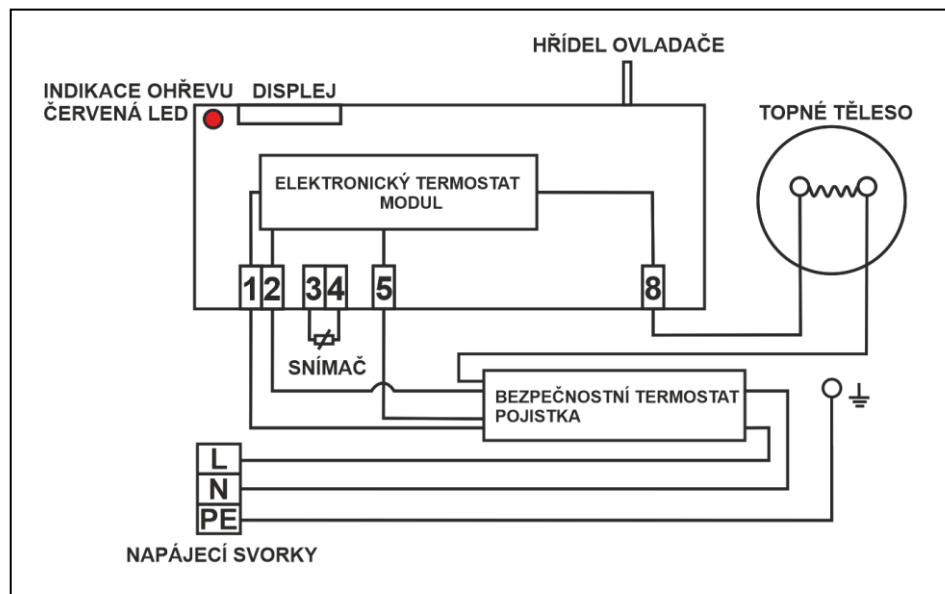 HŘÍDEL OVLADAČE
INDIKACE OHŘEVU
ČERVENÁ LED
DISPLEJ
TOPNÉ TĚLESO
ELEKTRONICKÝ TERMOSTAT
MODUL
1 2 3 4 5 8
SNÍMAČ
BEZPEČNOSTNÍ TERMOSTAT
POJISTKA
L
N
PE
NAPÁJECÍ SVORKY